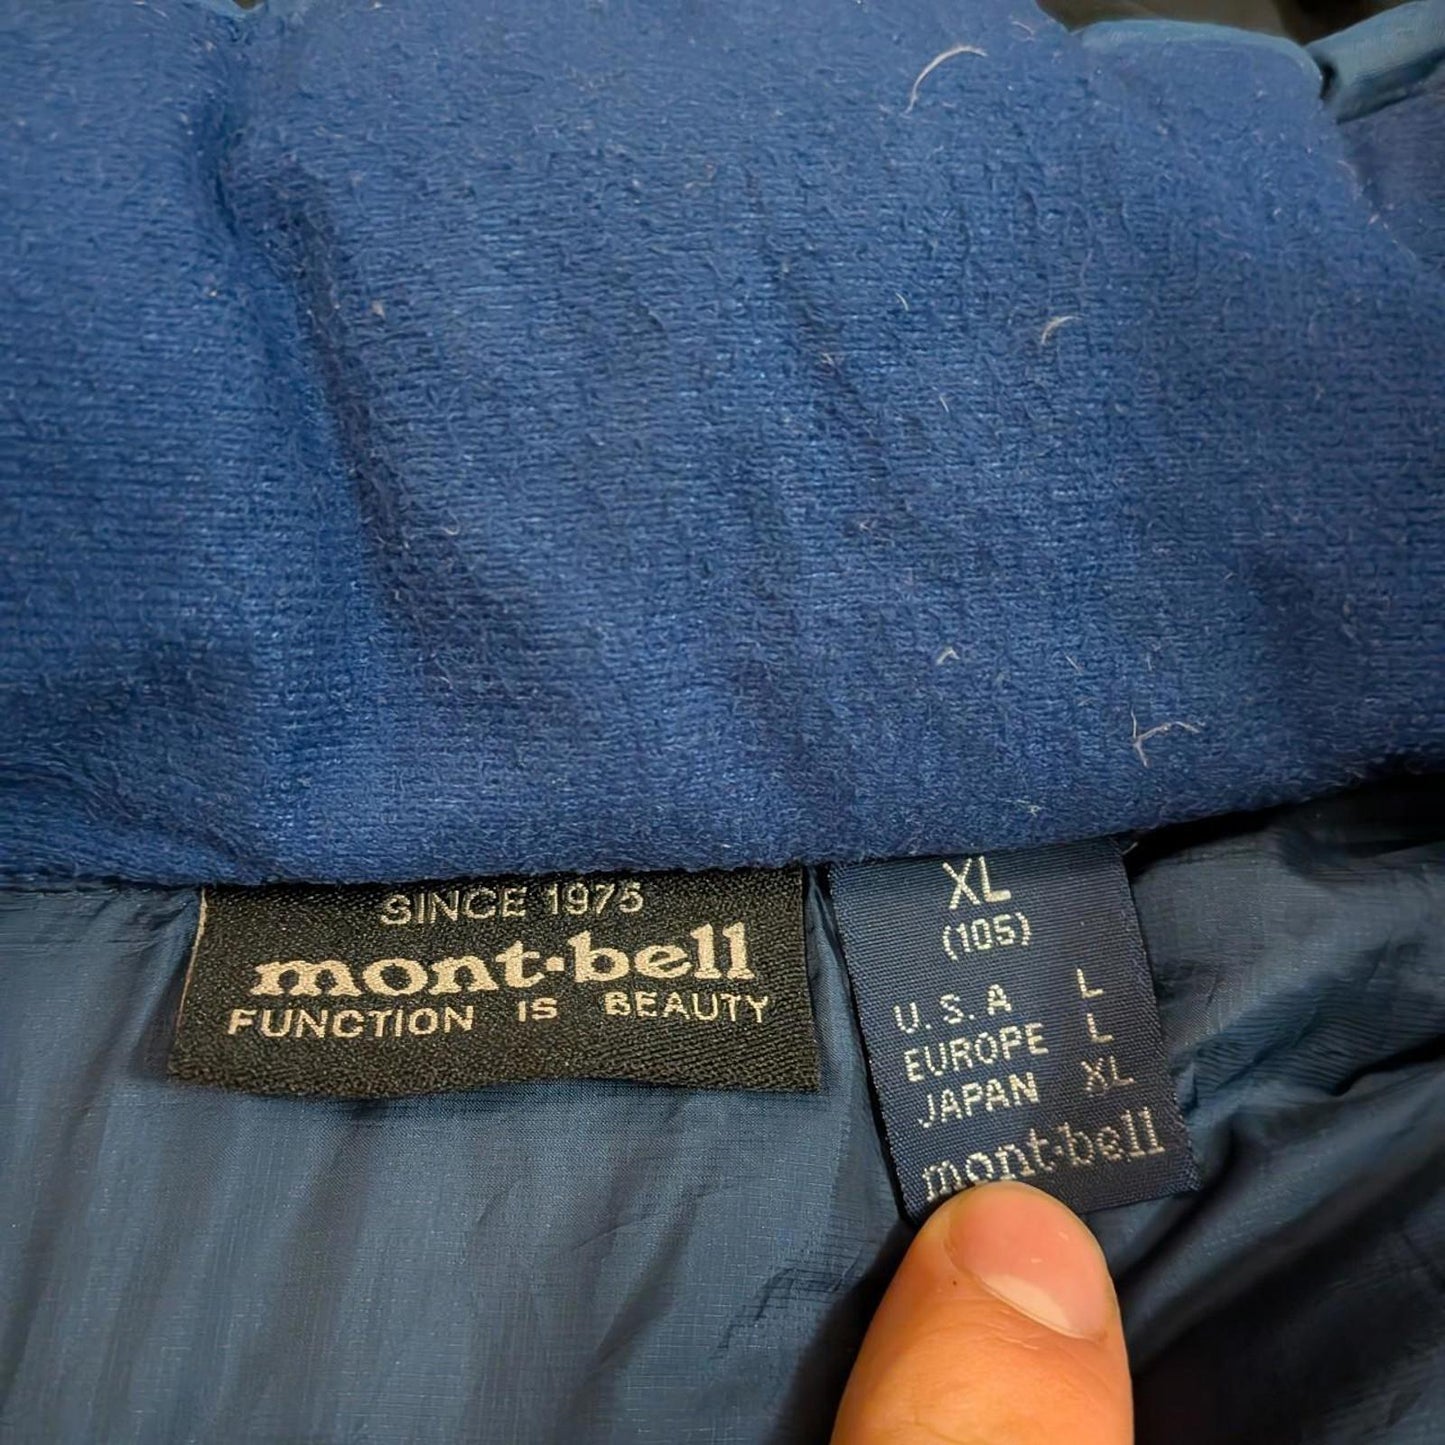 SINCE 1975
mont·bell
FUNCTION IS BEAUTY
XL
(105)
U.S.A L
EUROPE L
JAPAN XL
mont·bell